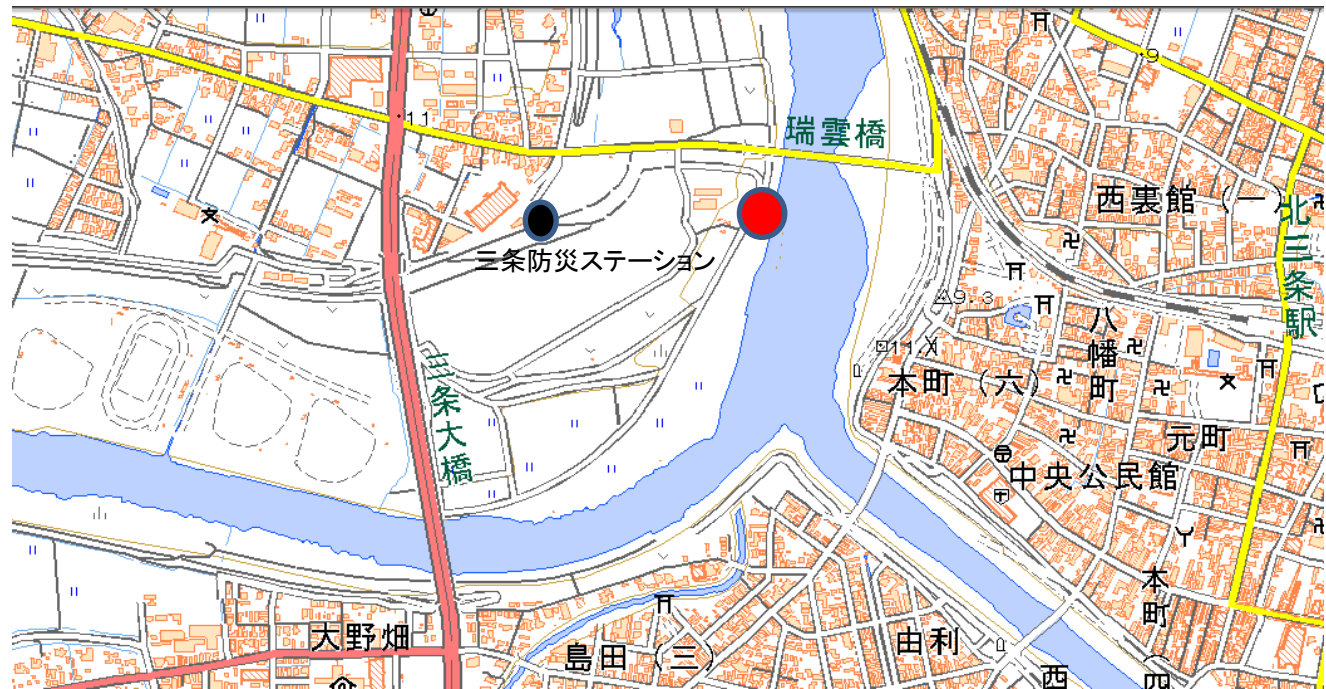 9
11
瑞雲橋
西裏館（一）
北三条駅
三条防災ステーション
9.3
八幡町
三条大橋
本町（六）
元町
中央公民館
本町
大野畑
島田（三）
由利
西
(四